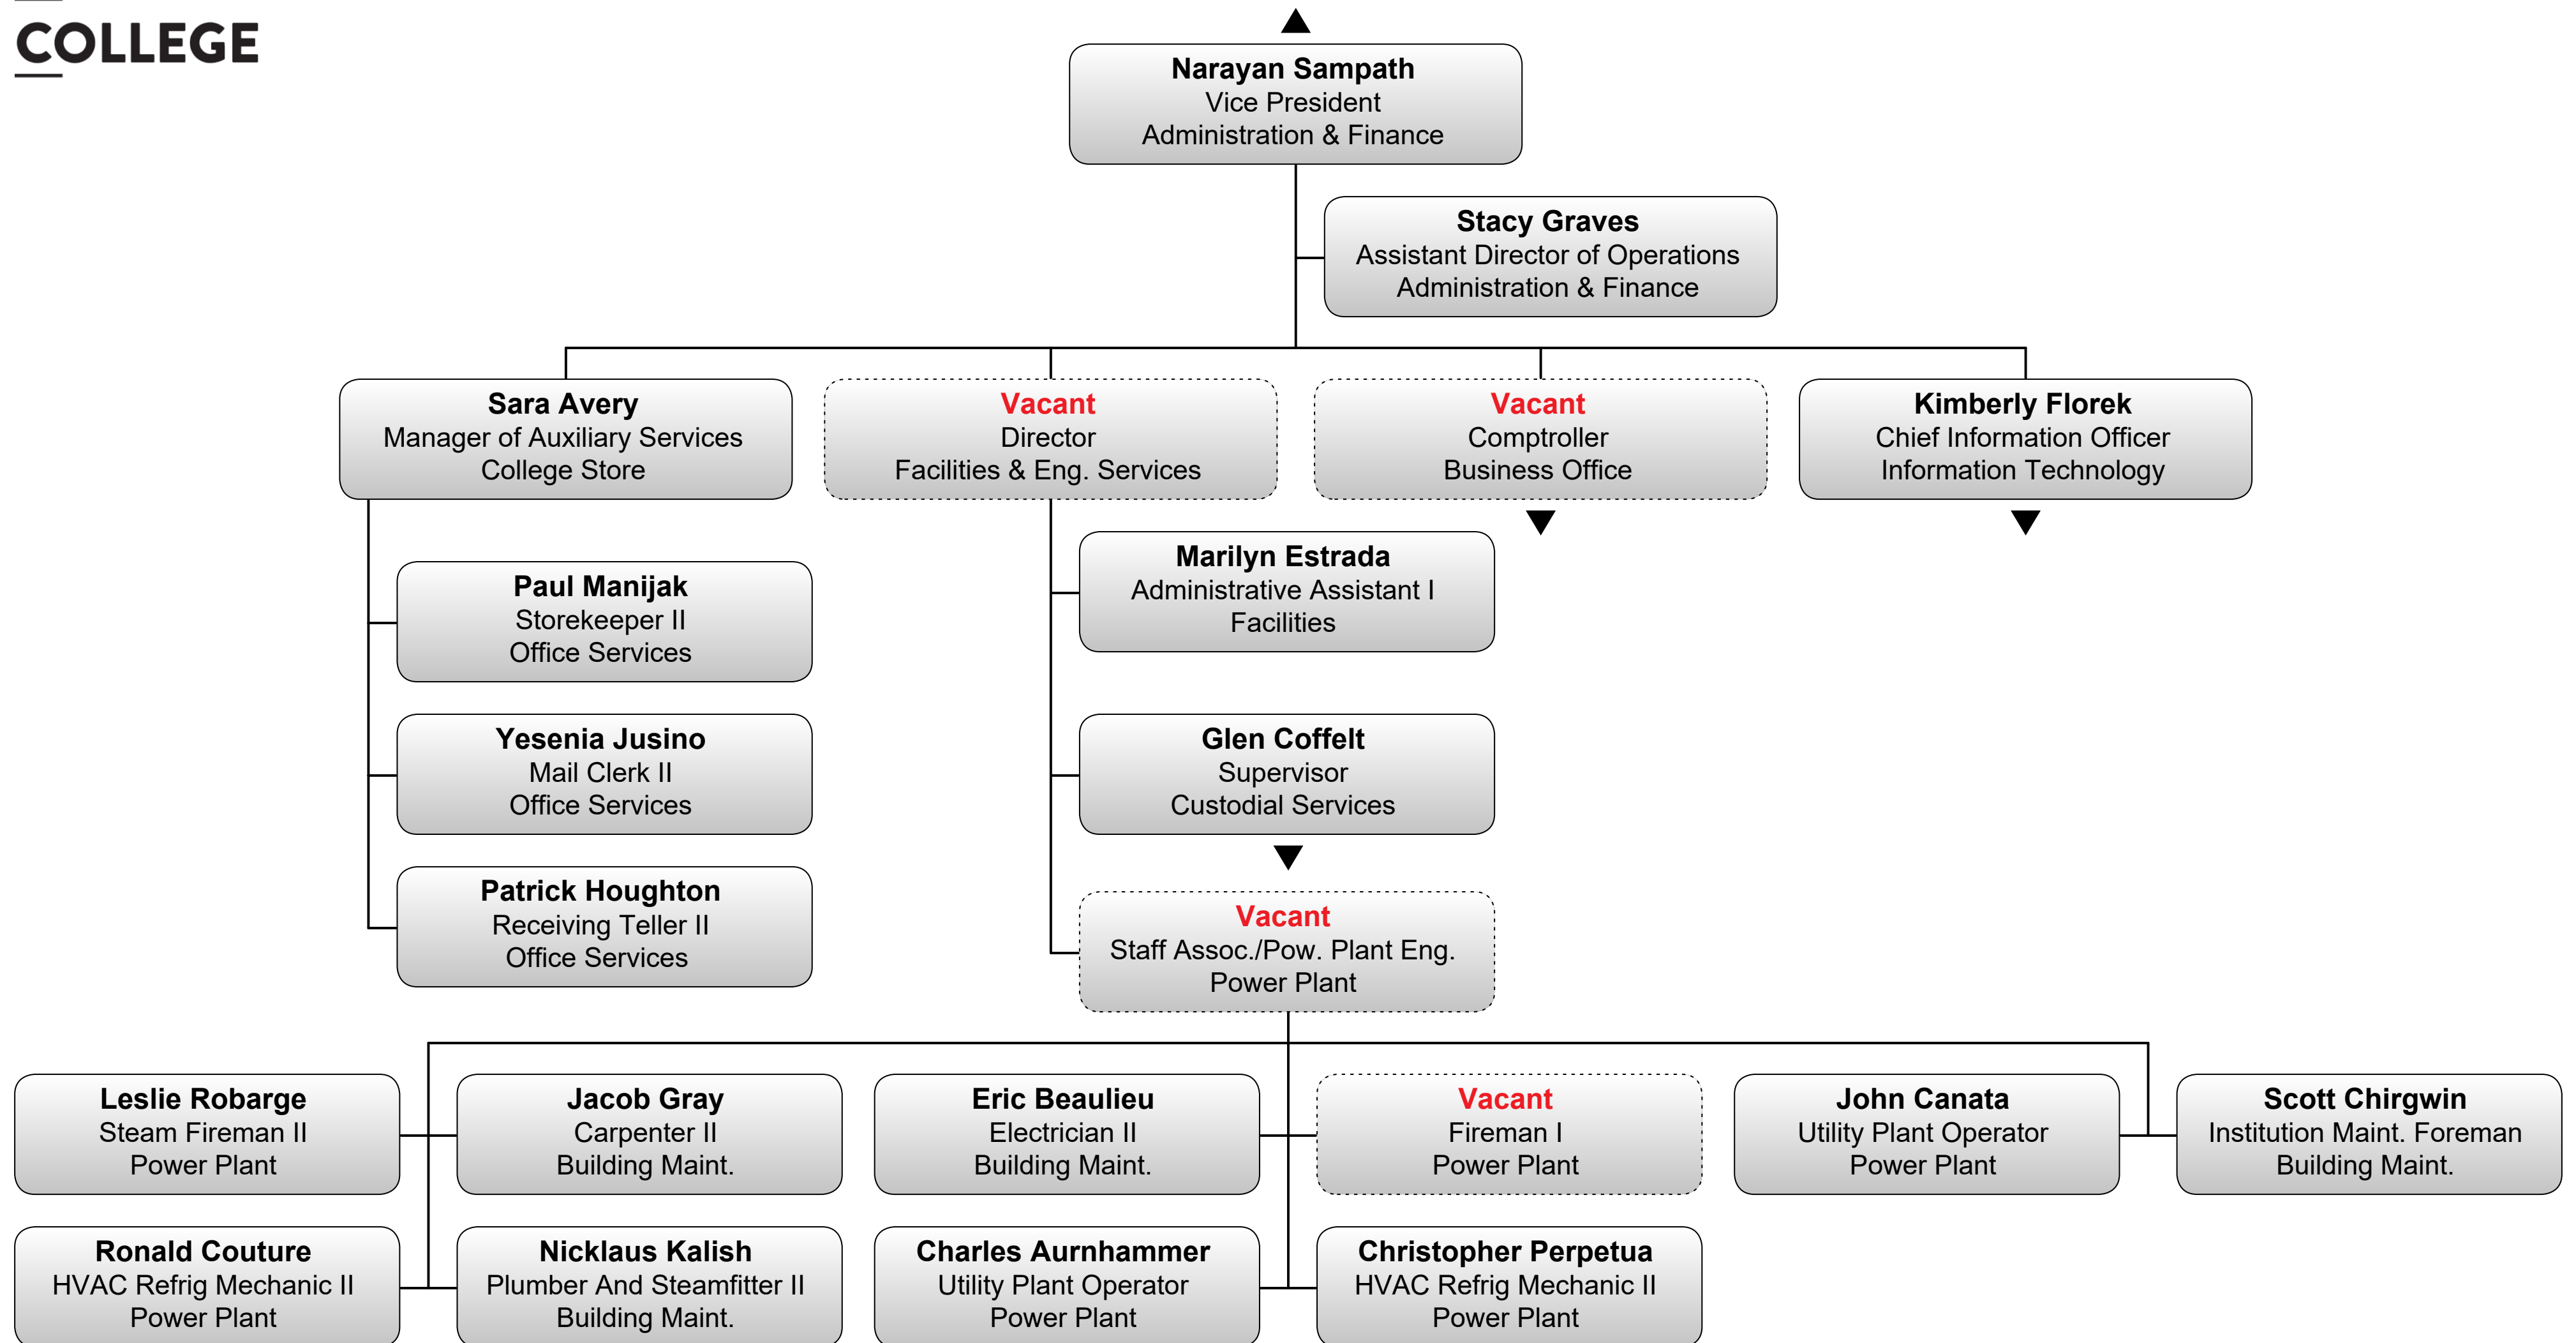 COLLEGE
Narayan Sampath
Vice President
Administration & Finance
Stacy Graves
Assistant Director of Operations
Administration & Finance
Sara Avery
Manager of Auxiliary Services
College Store
Vacant
Director
Facilities & Eng. Services
Vacant
Comptroller
Business Office
Kimberly Florek
Chief Information Officer
Information Technology
Paul Manijak
Storekeeper II
Office Services
Yesenia Jusino
Mail Clerk II
Office Services
Patrick Houghton
Receiving Teller II
Office Services
Marilyn Estrada
Administrative Assistant I
Facilities
Glen Coffelt
Supervisor
Custodial Services
Vacant
Staff Assoc./Pow. Plant Eng.
Power Plant
Leslie Robarge
Steam Fireman II
Power Plant
Jacob Gray
Carpenter II
Building Maint.
Eric Beaulieu
Electrician II
Building Maint.
Vacant
Fireman I
Power Plant
John Canata
Utility Plant Operator
Power Plant
Scott Chirgwin
Institution Maint. Foreman
Building Maint.
Ronald Couture
HVAC Refrig Mechanic II
Power Plant
Nicklaus Kalish
Plumber And Steamfitter II
Building Maint.
Charles Aurnhammer
Utility Plant Operator
Power Plant
Christopher Perpetua
HVAC Refrig Mechanic II
Power Plant